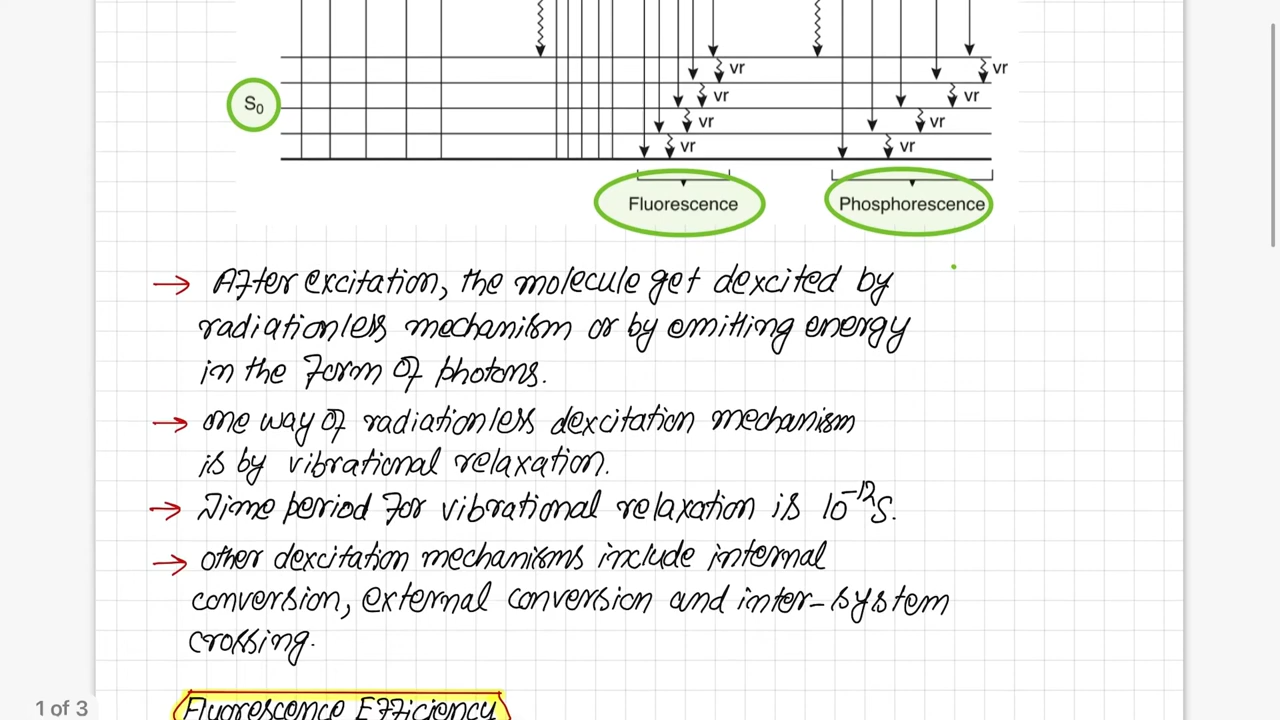 vr vr
S₀ vr vr
vr vr
vr vr
Fluorescence Phosphorescence
→ After excitation, the molecule get dexcited by
radiationless mechanism or by emitting energy
in the form of photons.
→ one way of radiationless dexcitation mechanism
is by vibrational relaxation.
→ Time period for vibrational relaxation is 10⁻¹²s.
→ other dexcitation mechanisms include internal
conversion, external conversion and inter-system
crossing.
Fluorescence Efficiency
1 of 3